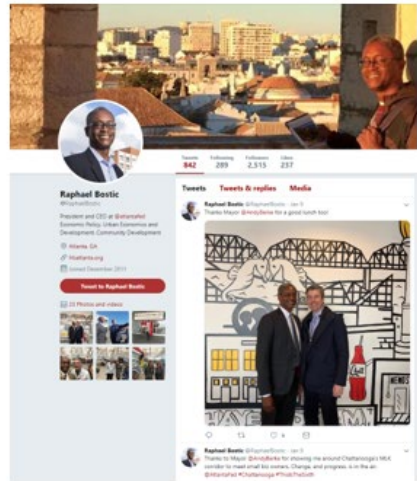 Tweets Following Followers Likes
842 289 2,515 237
Raphael Bostic
@RaphaelBostic
President and CEO at @atlantafed
Economic Policy, Urban Economics and
Development, Community Development
Atlanta, GA
frbatlanta.org
Joined December 2011
Tweet to Raphael Bostic
Photos and videos
Tweets Tweets & replies Media
Raphael Bostic @RaphaelBostic · Jan 9
Thanks Mayor @AndyBerke for a good lunch too!
Raphael Bostic @RaphaelBostic · Jan 9
Thanks to Mayor @AndyBerke for showing me around Chattanooga's MLK
corridor to meet small biz owners. Change, and progress, is in the air.
@AtlantaFed #Chattanooga #ThisIsTheSixth